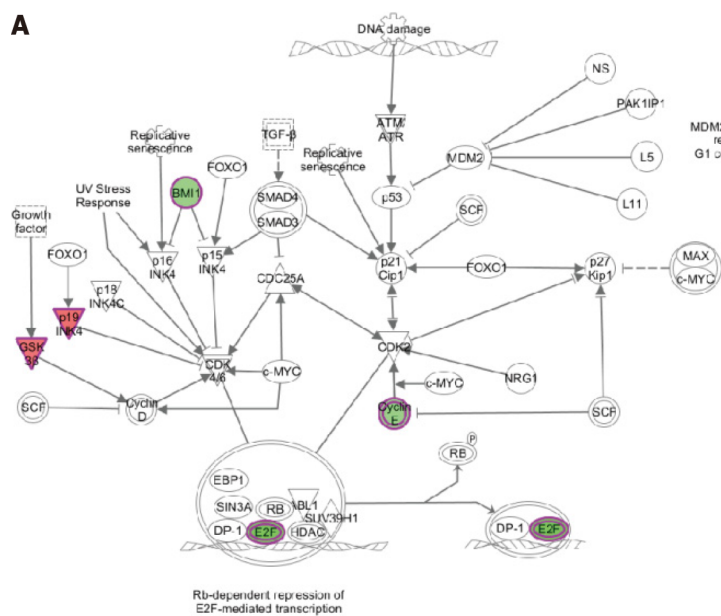 A
DNA damage
NS
PAK1IP1
Replicative
senescence
TGF-β
ATM/
ATR
MDM2
MDM2
re
G1 o
FOXO1
Replicative
senescence
L5
BMI1
UV Stress
Response
SMAD4
SMAD3
p53
L11
SCF
Growth
factor
p16
INK4
p15
INK4
p21
Cip1
FOXO1
p27
Kip1
MAX
c-MYC
FOXO1
p18
INK4C
CDC25A
p19
INK4
GSK
3β
CDK2
CDK
4/6
c-MYC
c-MYC
NRG1
SCF
Cyclin
D
Cyclin
E
SCF
P
RB
EBP1
SIN3A
RB
ABL1
SUV39H1
DP-1
E2F
HDAC
DP-1
E2F
Rb-dependent repression of
E2F-mediated transcription